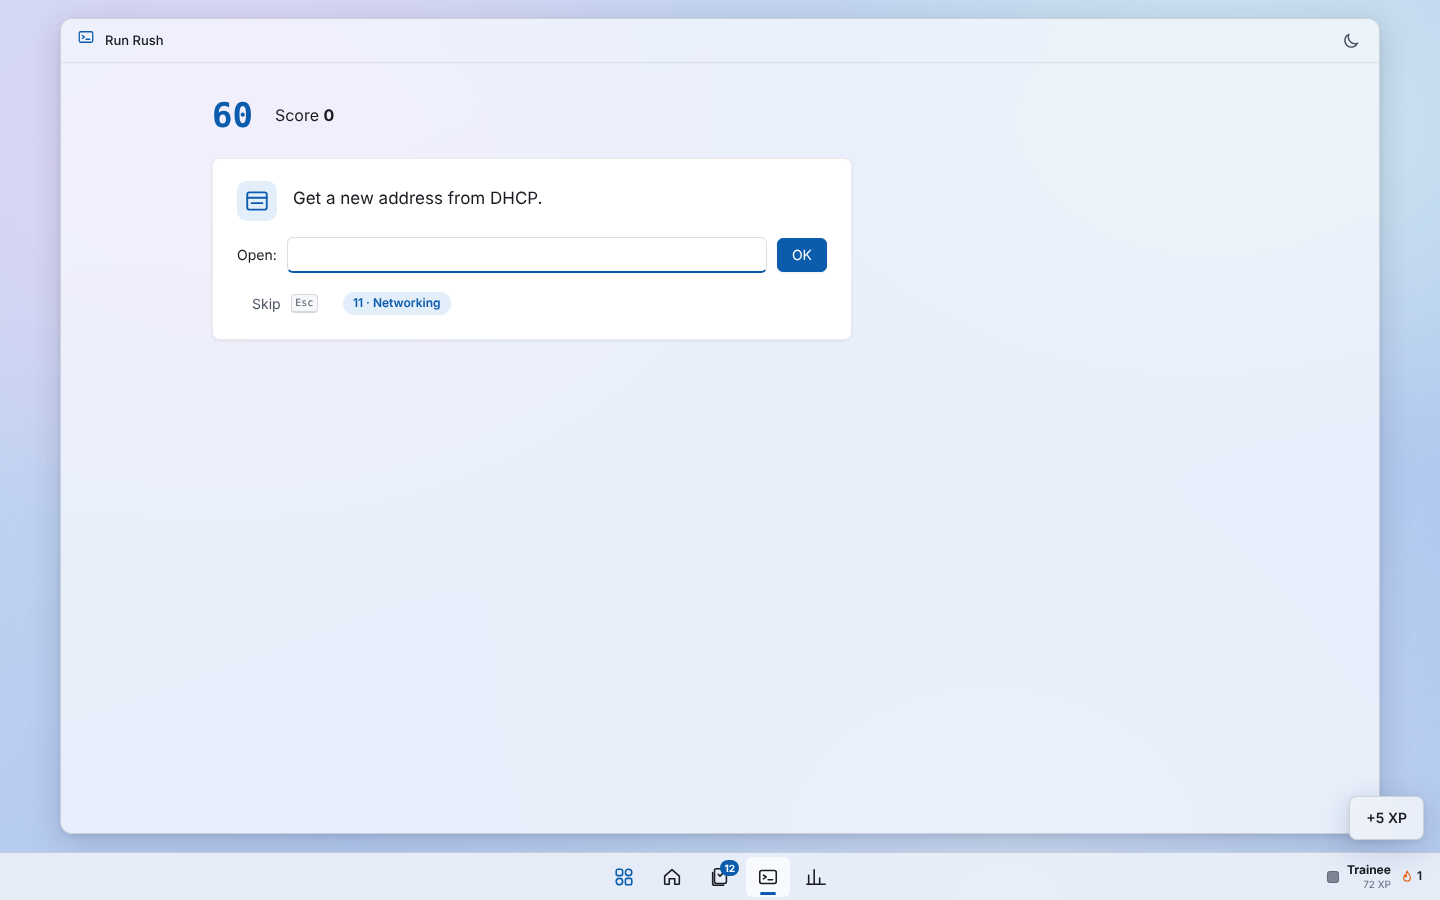 Run Rush
60 Score 0
Get a new address from DHCP.
Open: OK
Skip Esc 11 · Networking
+5 XP
12
Trainee
72 XP
1